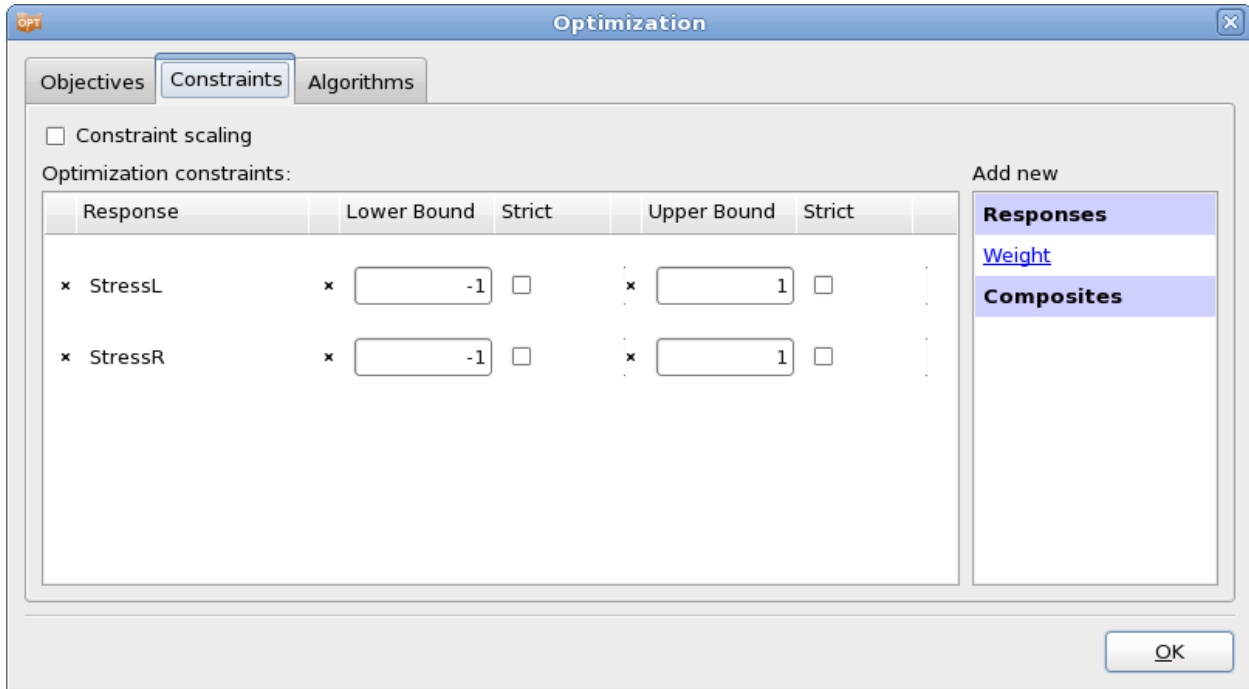 OPT Optimization
Objectives Constraints Algorithms
Constraint scaling
Optimization constraints: Add new
Response Lower Bound Strict Upper Bound Strict Responses
Weight
StressL -1 1 Composites
StressR -1 1
OK